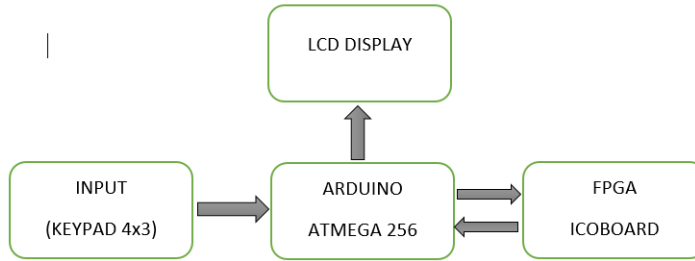 LCD DISPLAY
INPUT
(KEYPAD 4x3)
ARDUINO
ATMEGA 256
FPGA
ICOBOARD